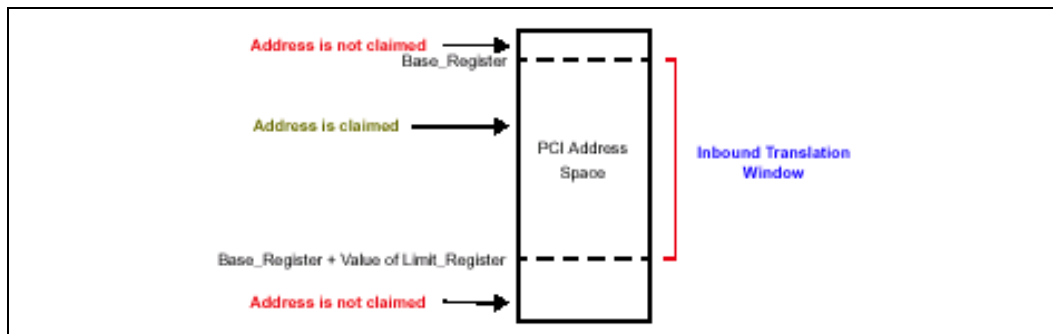 Address is not claimed
Base_Register
Address is claimed
PCI Address
Space
Inbound Translation
Window
Base_Register + Value of Limit_Register
Address is not claimed